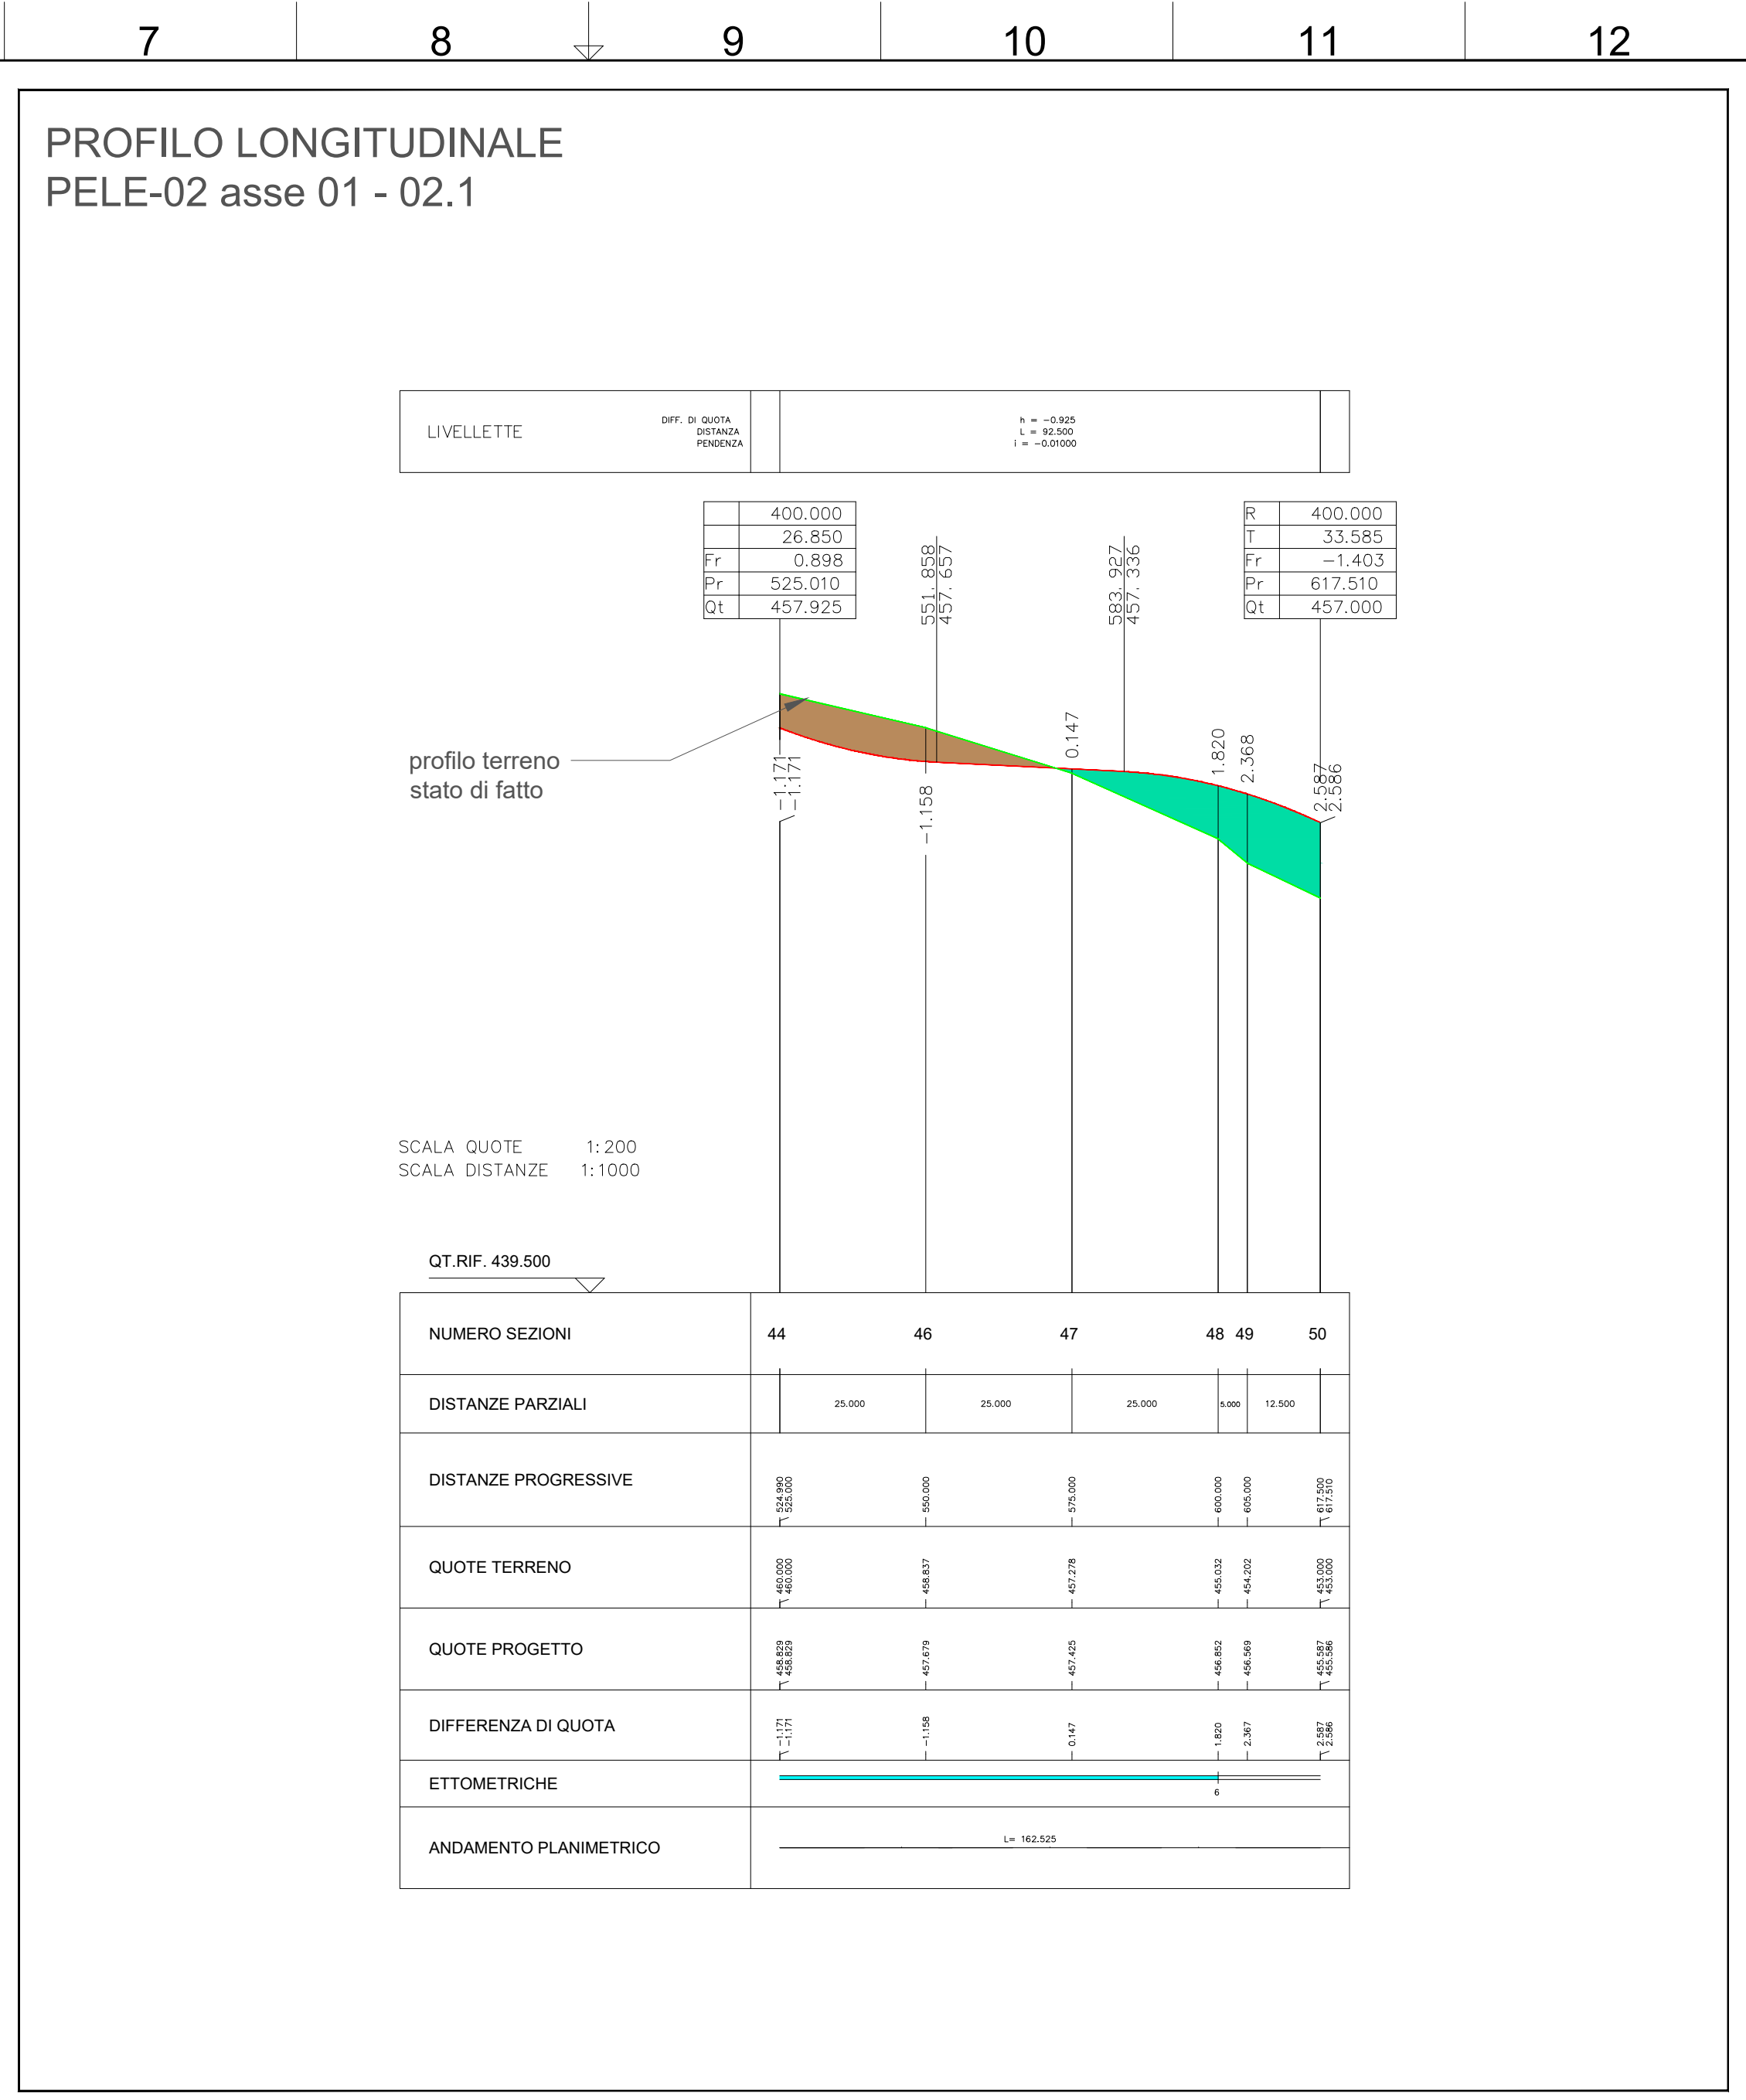 7 8 9 10 11 12
PROFILO LONGITUDINALE
PELE-02 asse 01 - 02.1
LIVELLETTE
DIFF. DI QUOTA
DISTANZA
PENDENZA
h = -0.925
L = 92.500
i = -0.01000
400.000
26.850
Fr 0.898
Pr 525.010
Qt 457.925
551.858
457.657
583.927
457.336
R 400.000
T 33.585
Fr -1.403
Pr 617.510
Qt 457.000
profilo terreno
stato di fatto
-1.171
-1.171
-1.158
0.147
1.820
2.368
2.587
2.586
SCALA QUOTE 1:200
SCALA DISTANZE 1:1000
QT.RIF. 439.500
NUMERO SEZIONI 44 46 47 48 49 50
DISTANZE PARZIALI 25.000 25.000 25.000 5.000 12.500
DISTANZE PROGRESSIVE 524.990 525.000 550.000 575.000 600.000 605.000 617.500 617.510
QUOTE TERRENO 460.000 460.000 458.837 457.278 455.032 454.202 453.000 453.000
QUOTE PROGETTO 458.829 458.829 457.679 457.425 456.852 456.569 455.587 455.586
DIFFERENZA DI QUOTA -1.171 -1.171 -1.158 0.147 1.820 2.367 2.587 2.586
ETTOMETRICHE 6
ANDAMENTO PLANIMETRICO L= 162.525